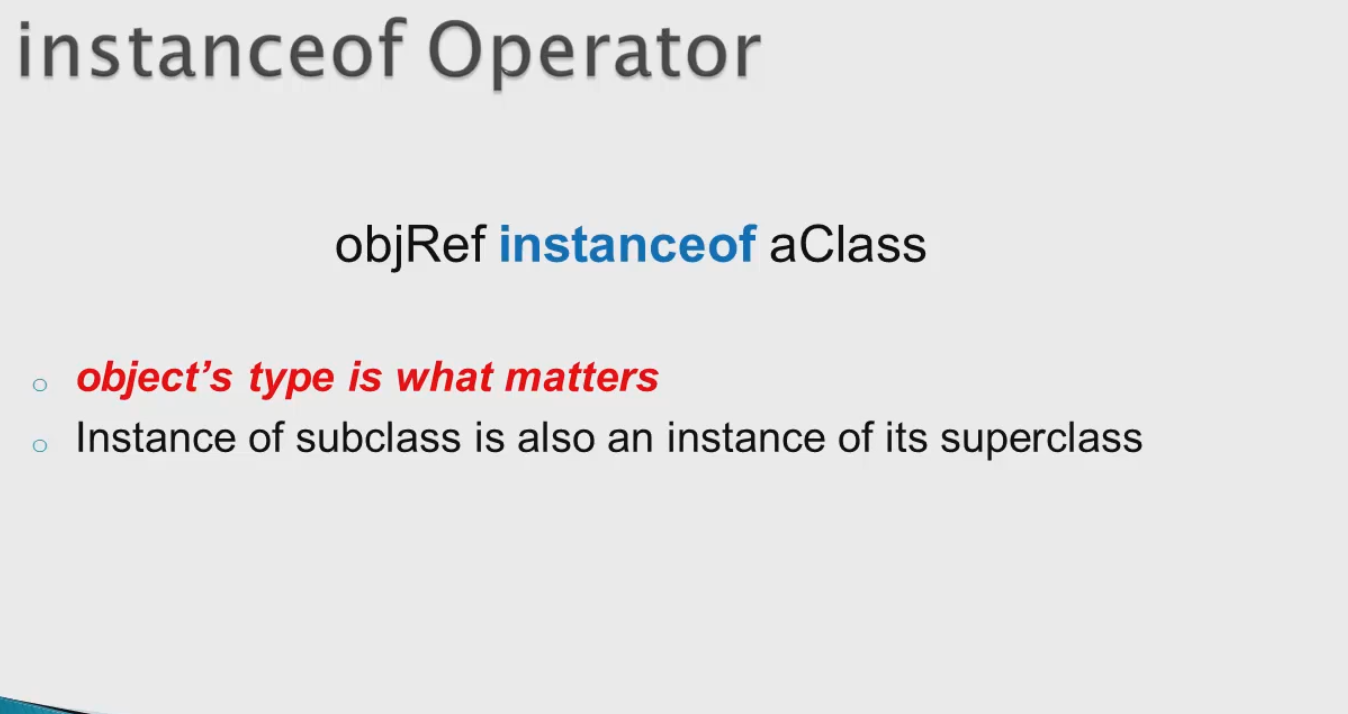 instanceof Operator
objRef instanceof aClass
object’s type is what matters
Instance of subclass is also an instance of its superclass